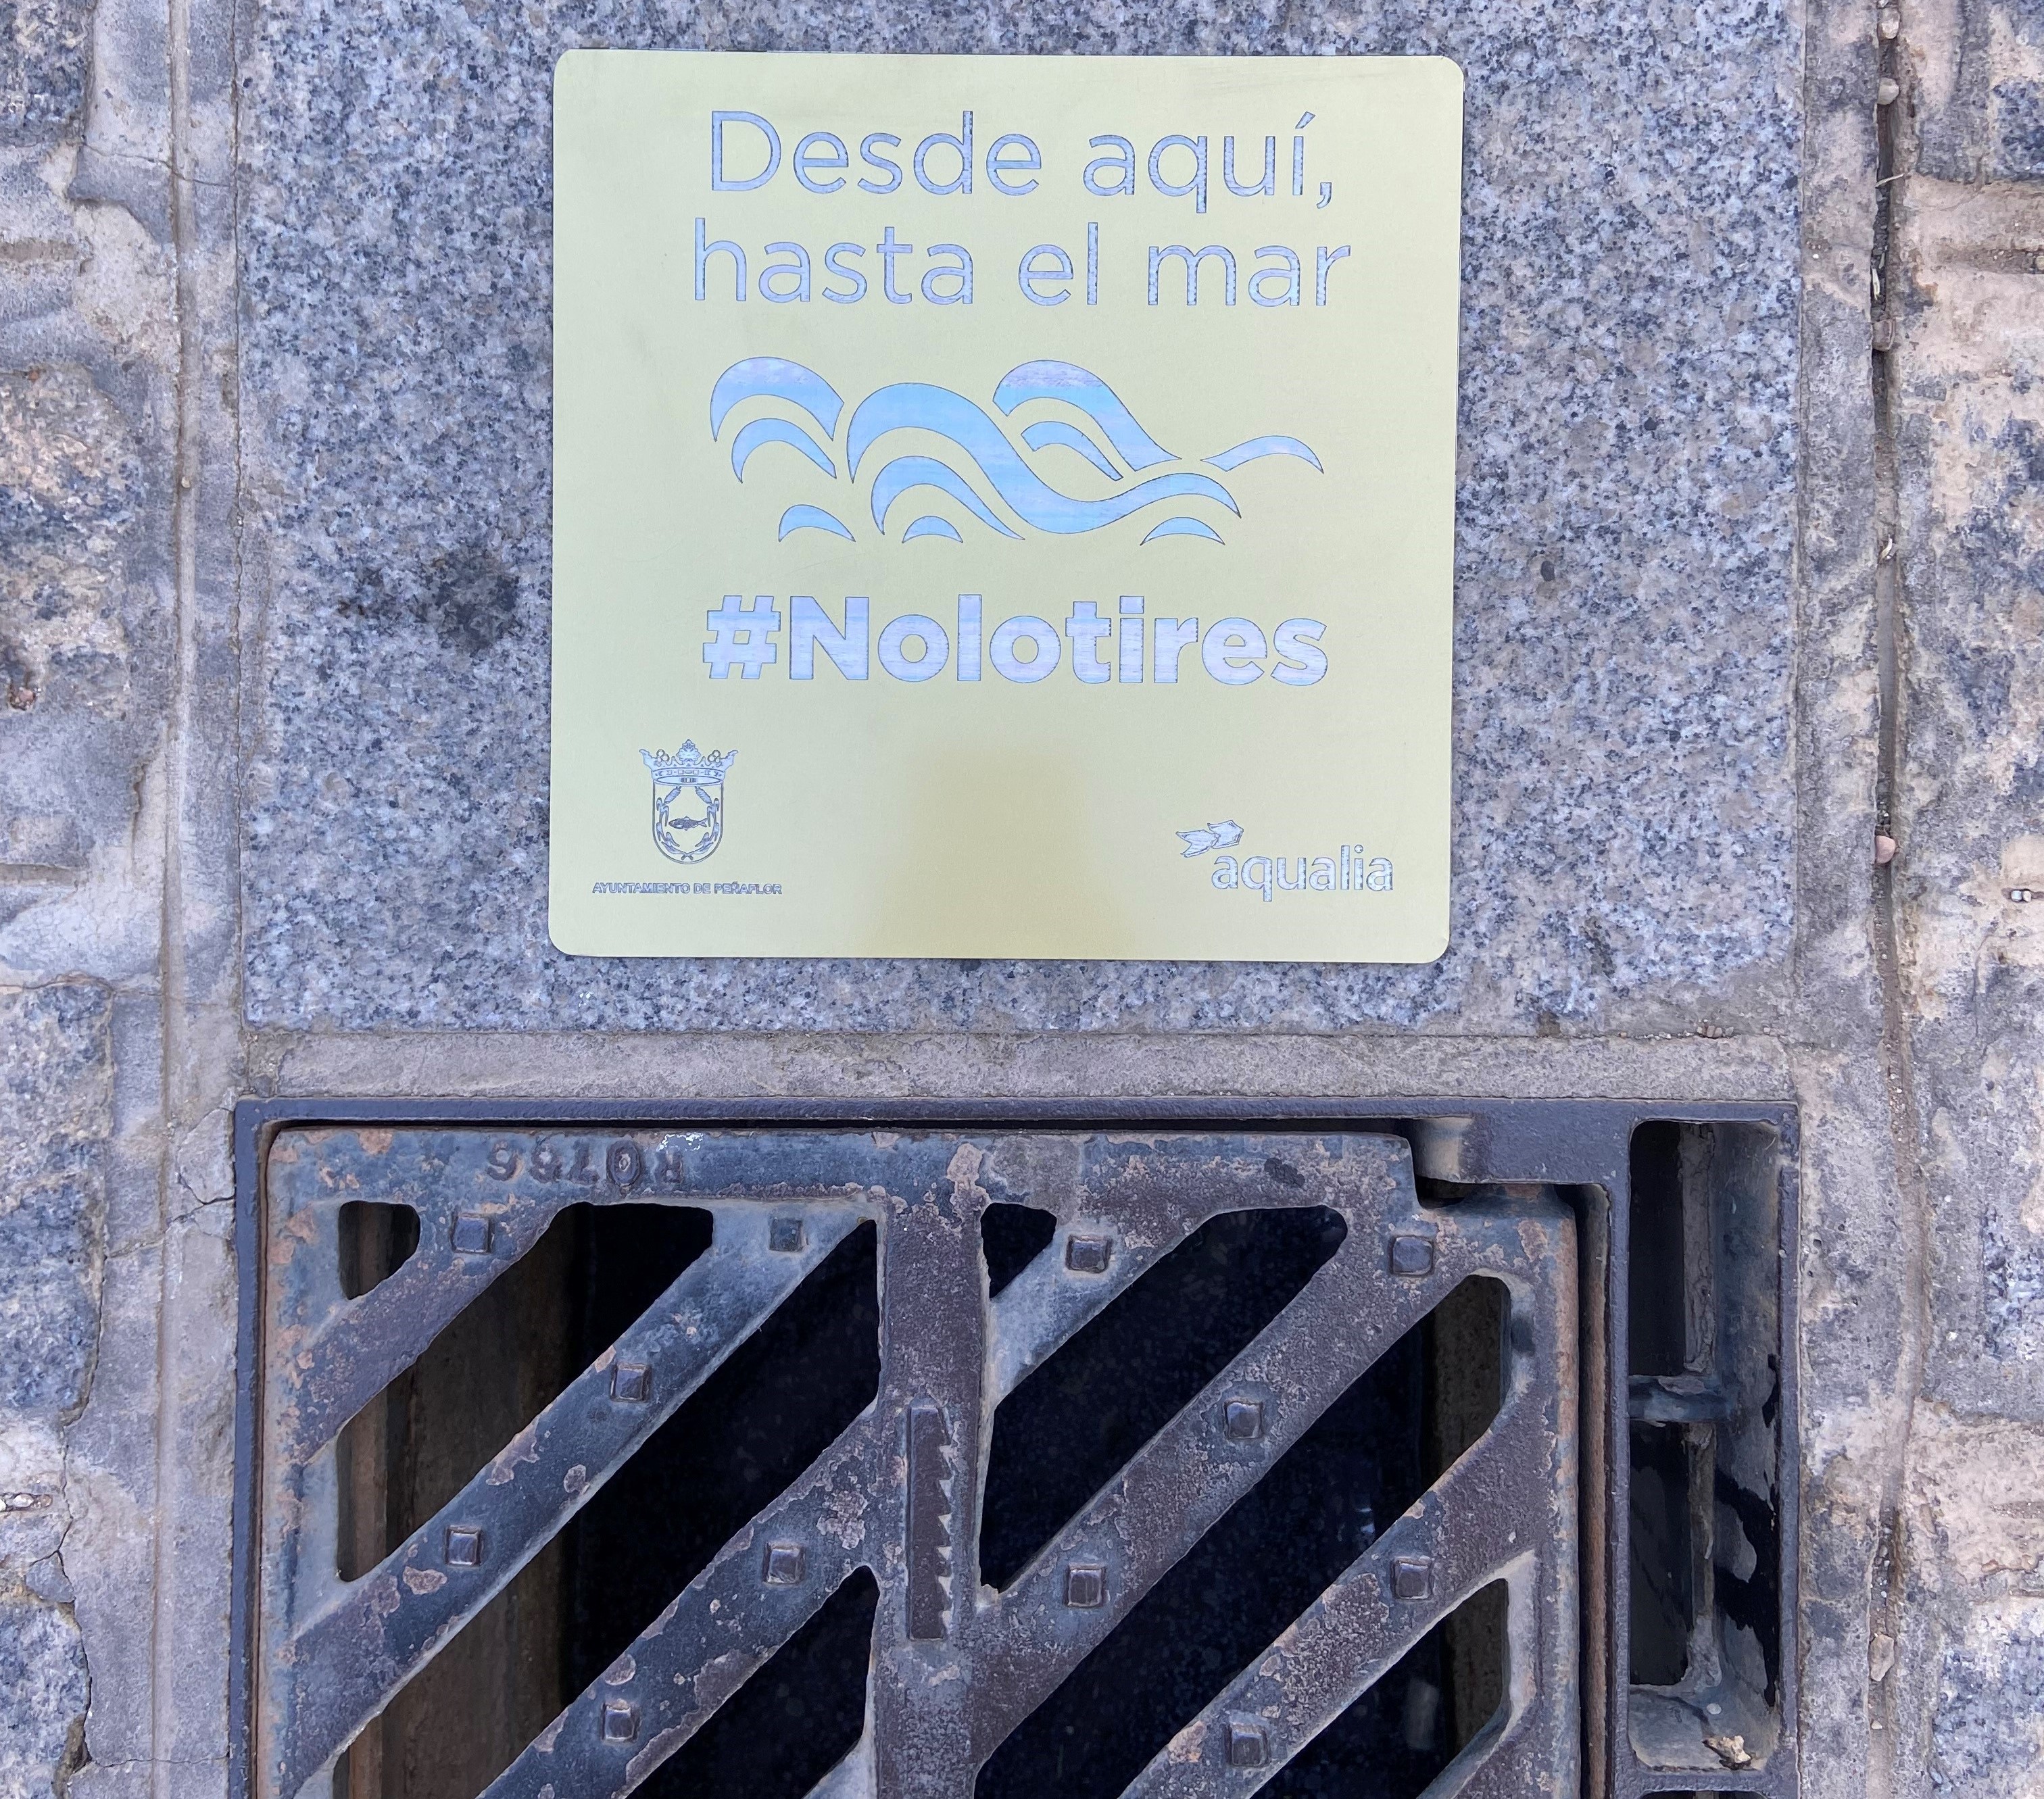 Desde aquí,
hasta el mar
#Nolotires
AYUNTAMIENTO DE PEÑAFLOR
aqualia